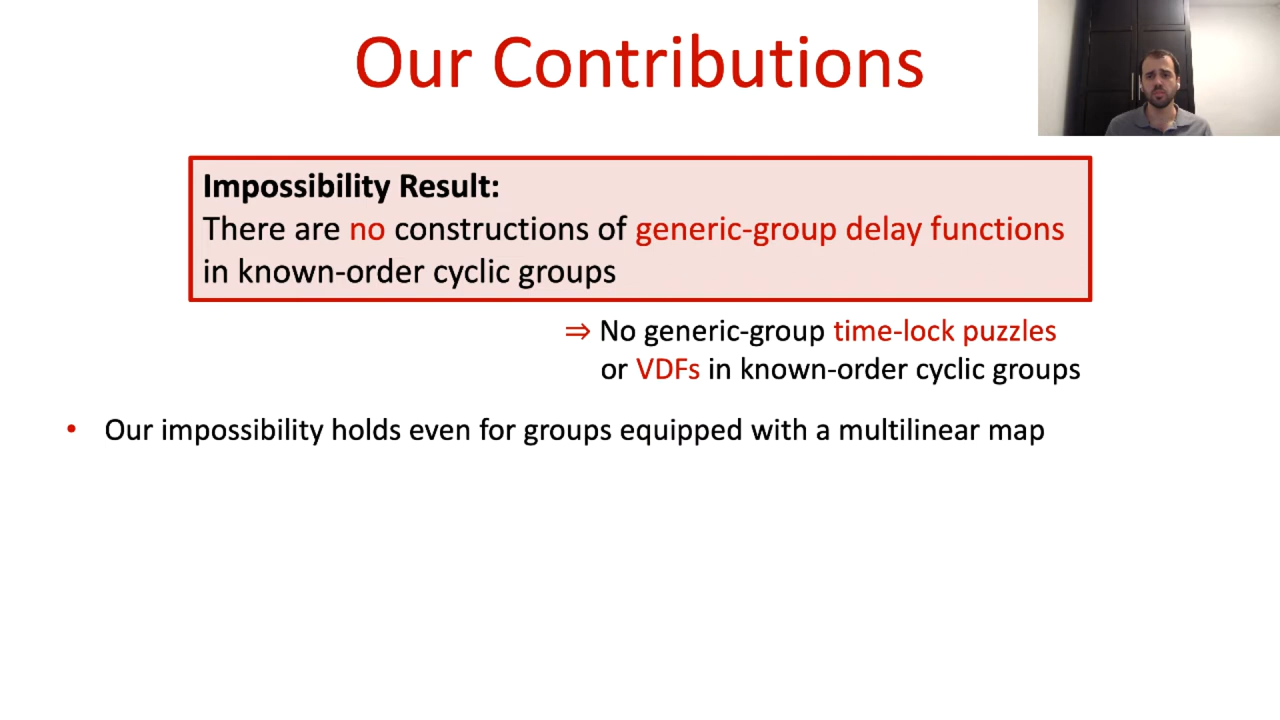 Our Contributions
Impossibility Result:
There are no constructions of generic-group delay functions
in known-order cyclic groups
⇒ No generic-group time-lock puzzles
or VDFs in known-order cyclic groups
• Our impossibility holds even for groups equipped with a multilinear map